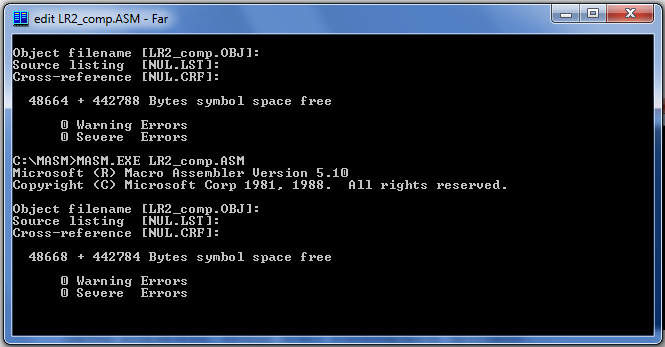 edit LR2_comp.ASM - Far
Object filename [LR2_comp.OBJ]:
Source listing  [NUL.LST]:
Cross-reference [NUL.CRF]:
48664 + 442788 Bytes symbol space free
0 Warning Errors
0 Severe  Errors
C:\MASM>MASM.EXE LR2_comp.ASM
Microsoft (R) Macro Assembler Version 5.10
Copyright (C) Microsoft Corp 1981, 1988.  All rights reserved.
Object filename [LR2_comp.OBJ]:
Source listing  [NUL.LST]:
Cross-reference [NUL.CRF]:
48668 + 442784 Bytes symbol space free
0 Warning Errors
0 Severe  Errors